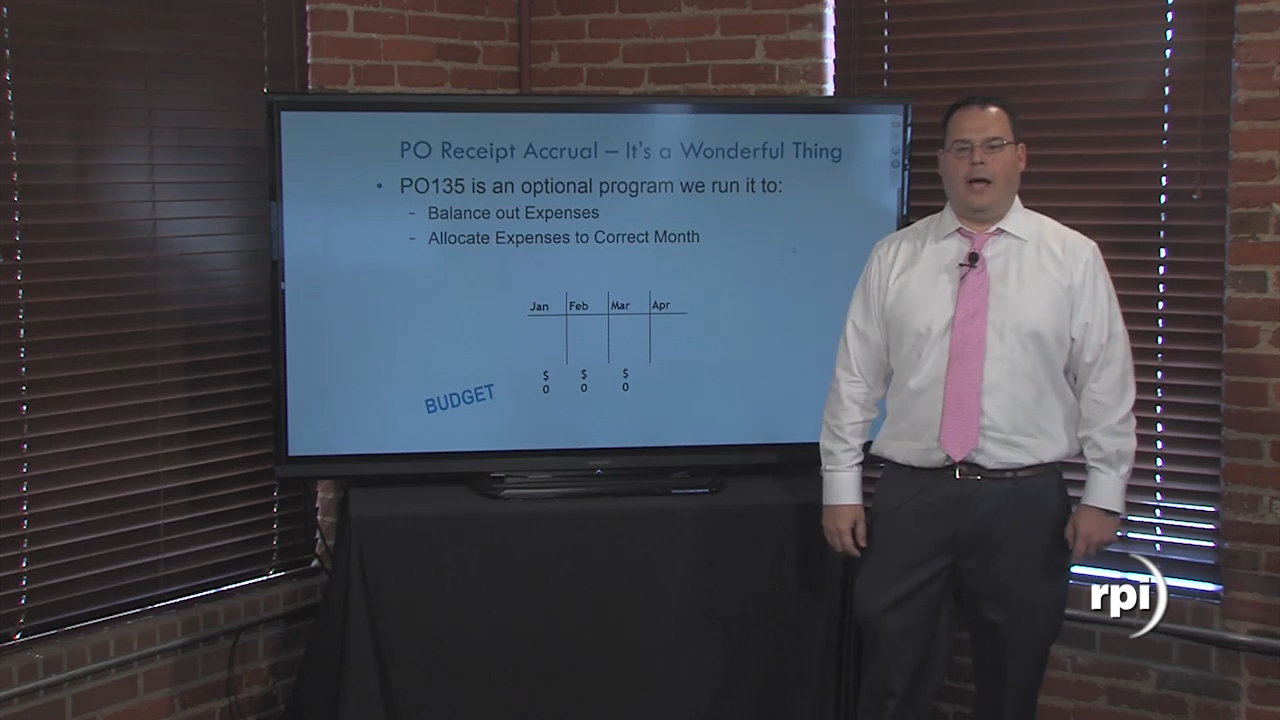 PO Receipt Accrual – It's a Wonderful Thing
• PO135 is an optional program we run it to:
- Balance out Expenses
- Allocate Expenses to Correct Month
Jan Feb Mar Apr
$ $ $
0 0 0
BUDGET
rpi